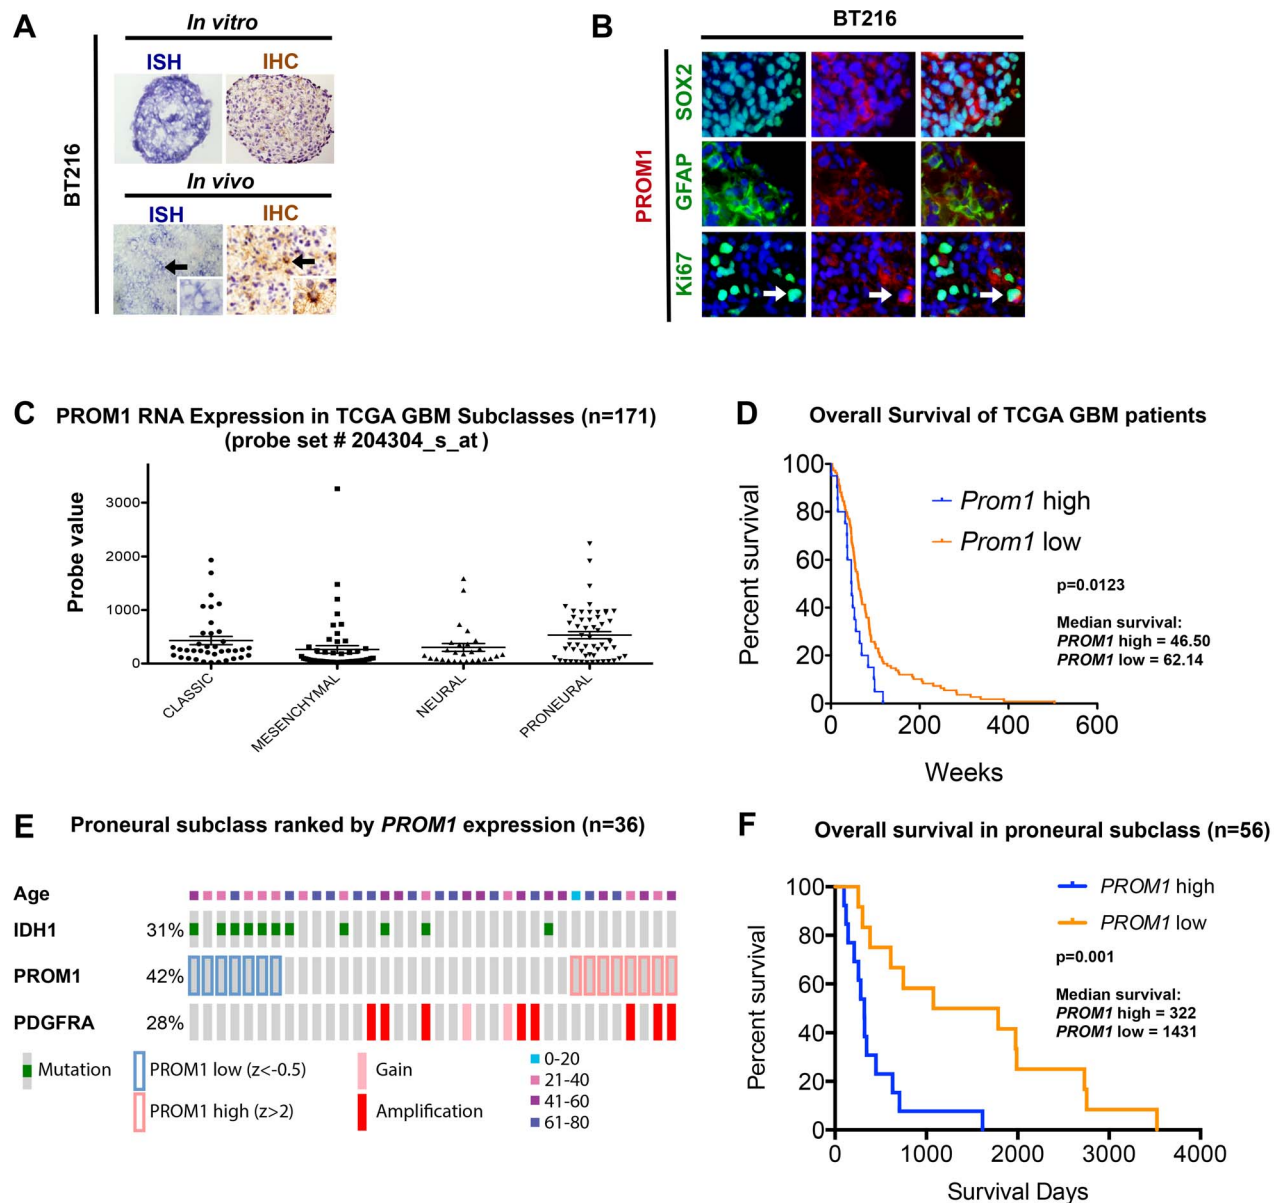 A
In vitro
ISH IHC
BT216
In vivo
ISH IHC
B
BT216
PROM1
SOX2
GFAP
Ki67
C
PROM1 RNA Expression in TCGA GBM Subclasses (n=171)
(probe set # 204304_s_at )
Probe value
3000
2000
1000
0
CLASSIC
MESENCHYMAL
NEURAL
PRONEURAL
D
Overall Survival of TCGA GBM patients
Percent survival
100
80
60
40
20
0
0 200 400 600
Weeks
Prom1 high
Prom1 low
p=0.0123
Median survival:
PROM1 high = 46.50
PROM1 low = 62.14
E
Proneural subclass ranked by PROM1 expression (n=36)
Age
IDH1 31%
PROM1 42%
PDGFRA 28%
Mutation
PROM1 low (z<-0.5)
PROM1 high (z>2)
Gain
Amplification
0-20
21-40
41-60
61-80
F
Overall survival in proneural subclass (n=56)
Percent survival
100
80
60
40
20
0
0 1000 2000 3000 4000
Survival Days
PROM1 high
PROM1 low
p=0.001
Median survival:
PROM1 high = 322
PROM1 low = 1431